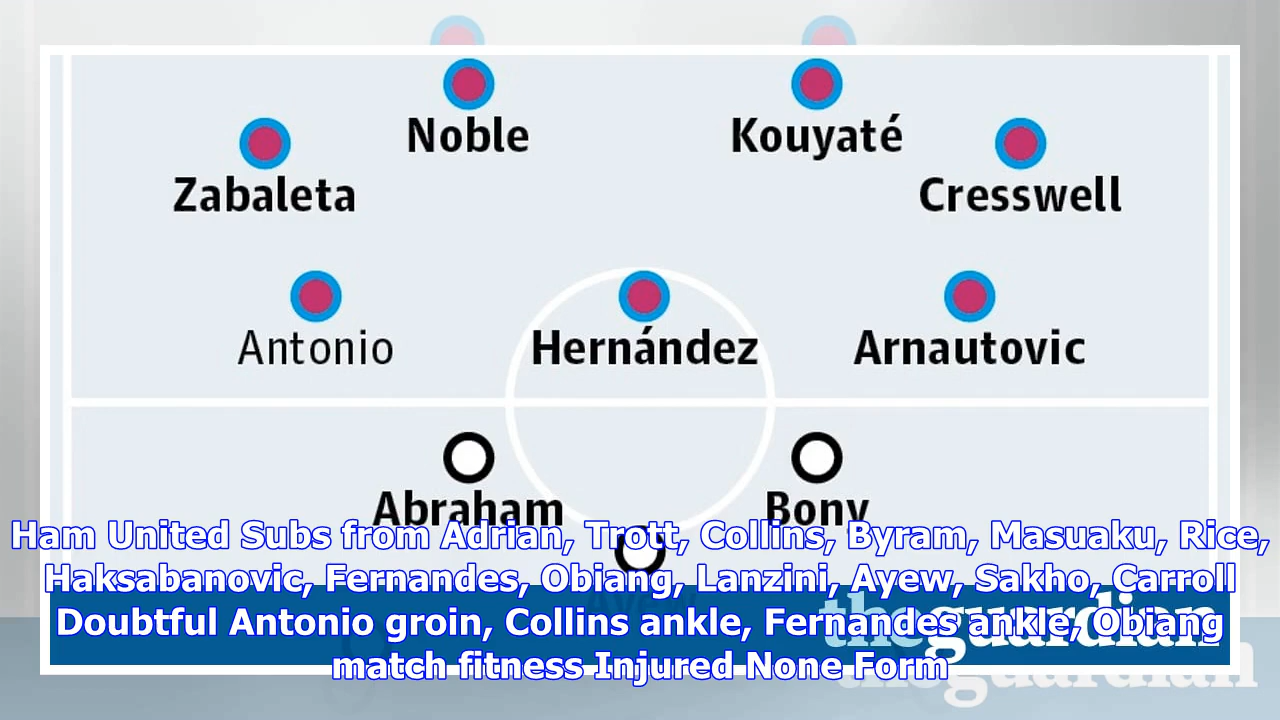 Noble
Kouyaté
Zabaleta
Cresswell
Antonio
Hernández
Arnautovic
Abraham
Bony
Ham United Subs from Adrian, Trott, Collins, Byram, Masuaku, Rice,
Haksabanovic, Fernandes, Obiang, Lanzini, Ayew, Sakho, Carroll
Doubtful Antonio groin, Collins ankle, Fernandes ankle, Obiang
match fitness Injured None Form
theguardian
theguardian